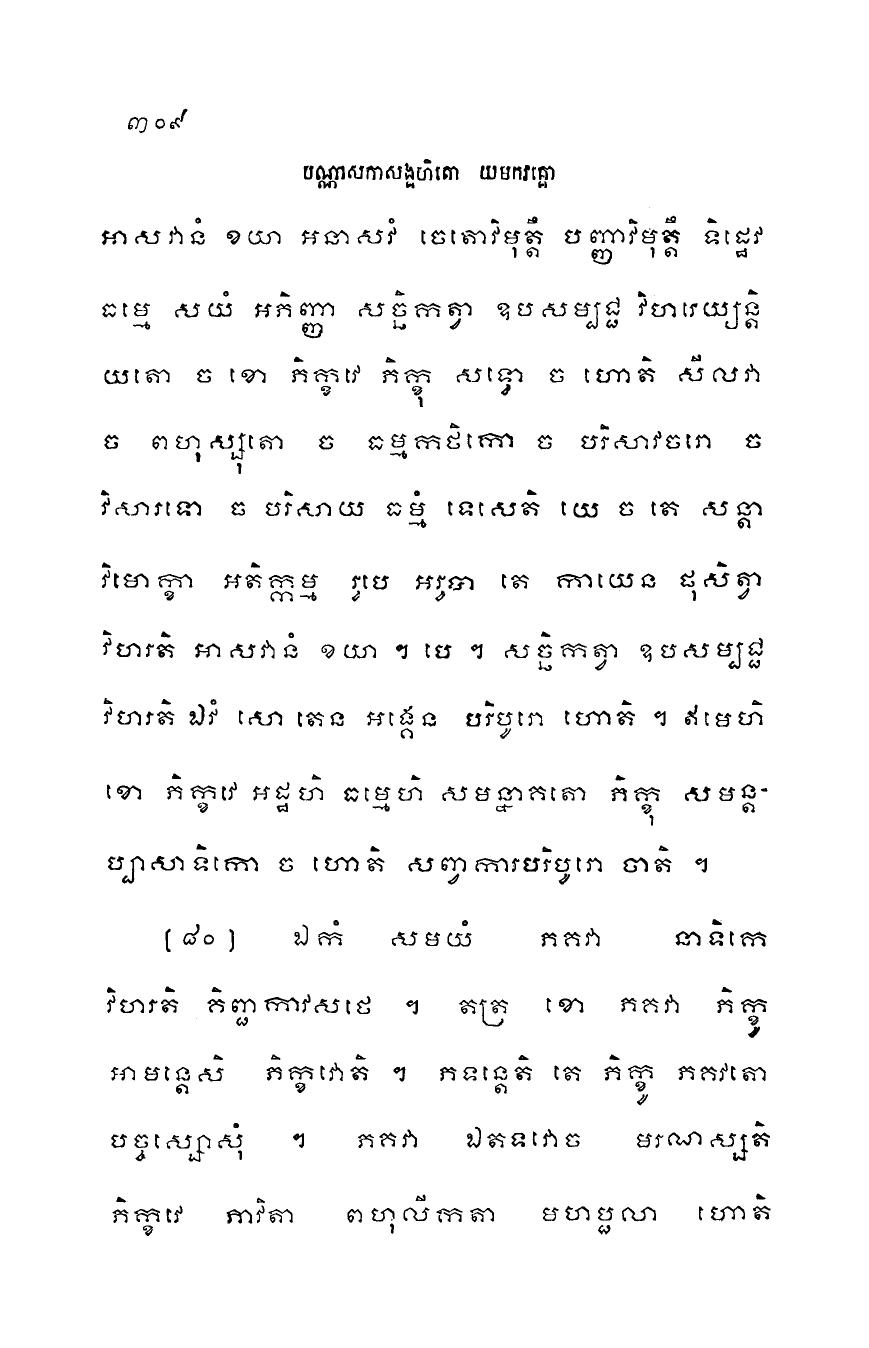 ៣០៩
បណ្ណាសកាសង្គហិតោ យមកវគ្គោ
អាសវានំ ខយា អនាសវំ ចេតោវិមុត្តឹ បញ្ញាវិមុត្តឹ ទិដ្ឋេវ
ធម្មេ សយំ អភិញ្ញា សច្ឆិកត្វា ឧបសម្បជ្ជ វិហរេយ្យន្តិ
យតោ ច ខោ ភិក្ខវេ ភិក្ខុ សទ្ធោ ច ហោតិ សីលវា
ច ពហុស្សុតោ ច ធម្មកថិកោ ច បរិសាវចរោ ច
វិសារទោ ច បរិសាយ ធម្មំ ទេសេតិ យេ ច តេ សន្តា
វិមោក្ខា អតិក្កម្ម រូបេ អរូបា តេ កាយេន ផុសិត្វា
វិហរតិ អាសវានំ ខយា ។ បេ ។ សច្ឆិកត្វា ឧបសម្បជ្ជ
វិហរតិ ឯវំ សោ តេន អង្គេន បរិបូរោ ហោតិ ។ ឥមេហិ
ខោ ភិក្ខវេ អដ្ឋហិ ធម្មេហិ សមន្នាគតោ ភិក្ខុ សមន្ត-
ប្បាសាទិកោ ច ហោតិ សព្វការបរិបូរោ ចាតិ ។
[៨០] ឯកំ សមយំ ភគវា នាទិកេ
វិហរតិ គិញ្ជកាវសថេ ។ តត្រ ខោ ភគវា ភិក្ខូ
អាមន្តេសិ ភិក្ខវោតិ ។ ភទន្តេតិ តេ ភិក្ខូ ភគវតោ
បច្ចស្សោសុំ ។ ភគវា ឯតទវោច មរណស្សតិ
ភិក្ខវេ ភាវិតា ពហុលីកតា មហប្ផលា ហោតិ